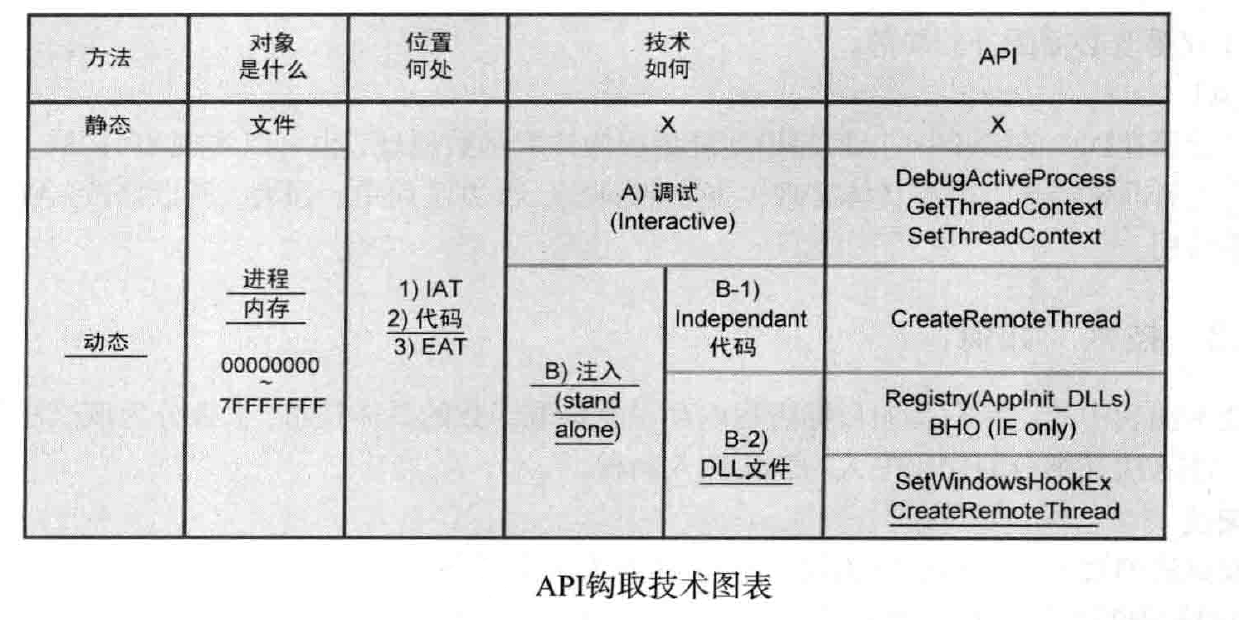 方法
对象
是什么
位置
何处
技术
如何
API
静态
文件
X
X
动态
进程
内存
00000000
~
7FFFFFFF
1) IAT
2) 代码
3) EAT
A) 调试
(Interactive)
DebugActiveProcess
GetThreadContext
SetThreadContext
B) 注入
(stand
alone)
B-1)
Independant
代码
CreateRemoteThread
B-2)
DLL文件
Registry(AppInit_DLLs)
BHO (IE only)
SetWindowsHookEx
CreateRemoteThread
API钩取技术图表